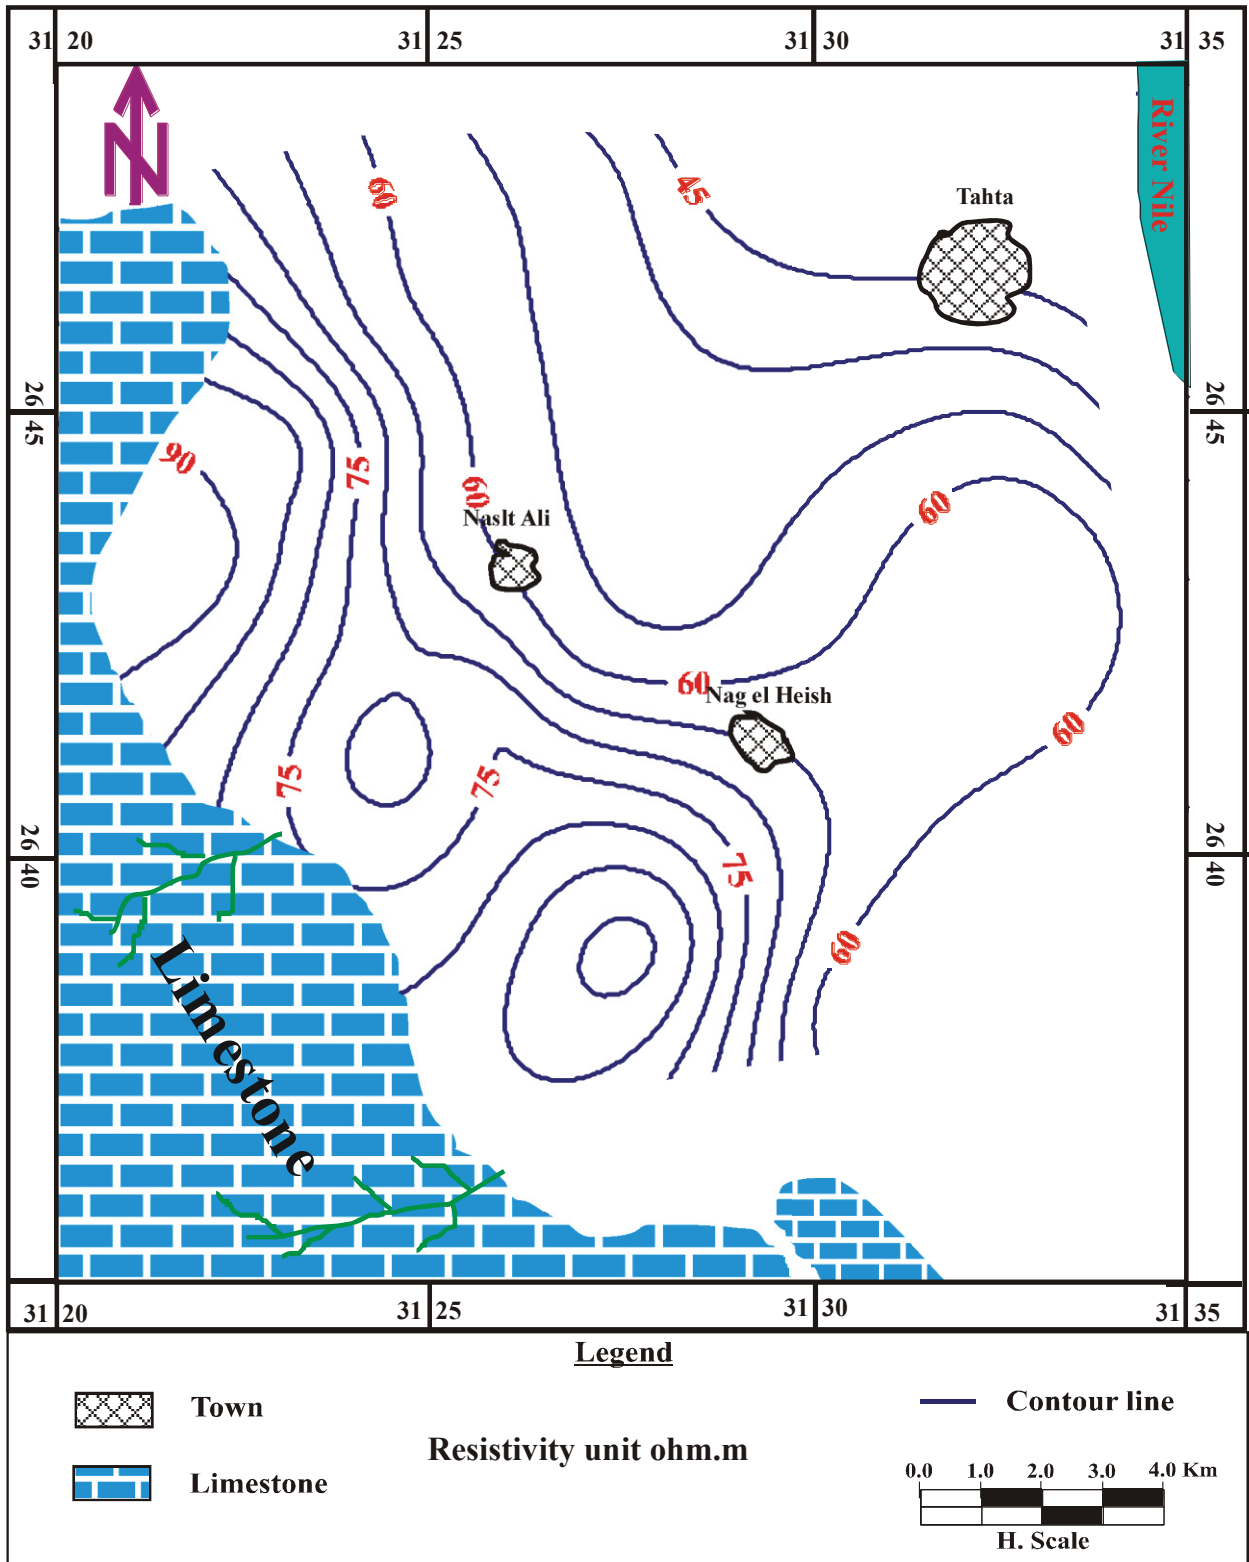 31 20
31 25
31 30
31 35
N
River Nile
45
60
Tahta
26 45
26 45
90
75
60
60
Naslt Ali
60
Nag el Heish
60
75
75
75
26 40
26 40
60
Limestone
31 20
31 25
31 30
31 35
Legend
Town
Contour line
Resistivity unit ohm.m
Limestone
0.0 1.0 2.0 3.0 4.0 Km
H. Scale